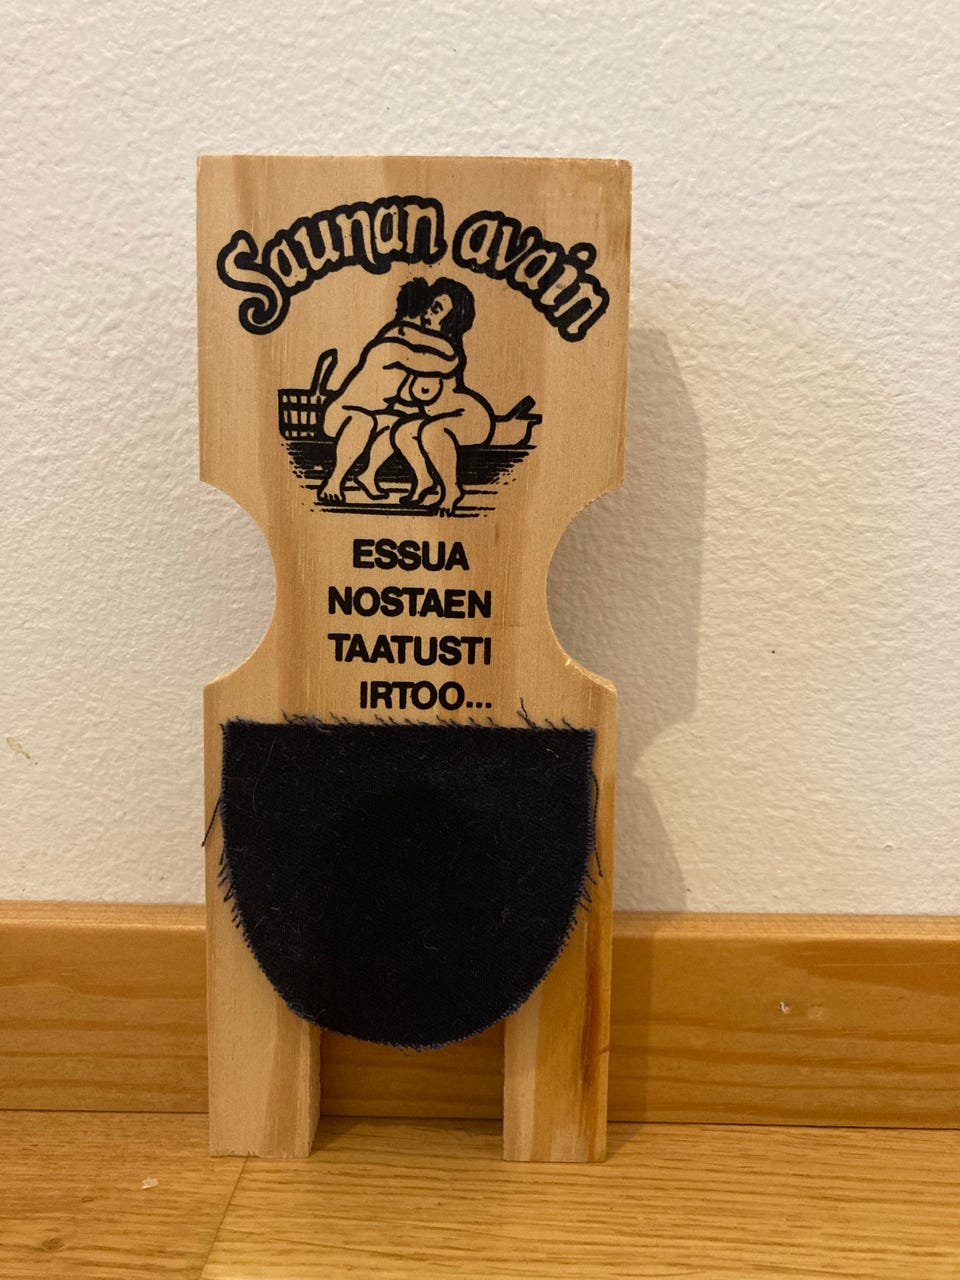 Saunan avain
ESSUA
NOSTAEN
TAATUSTI
IRTOO...